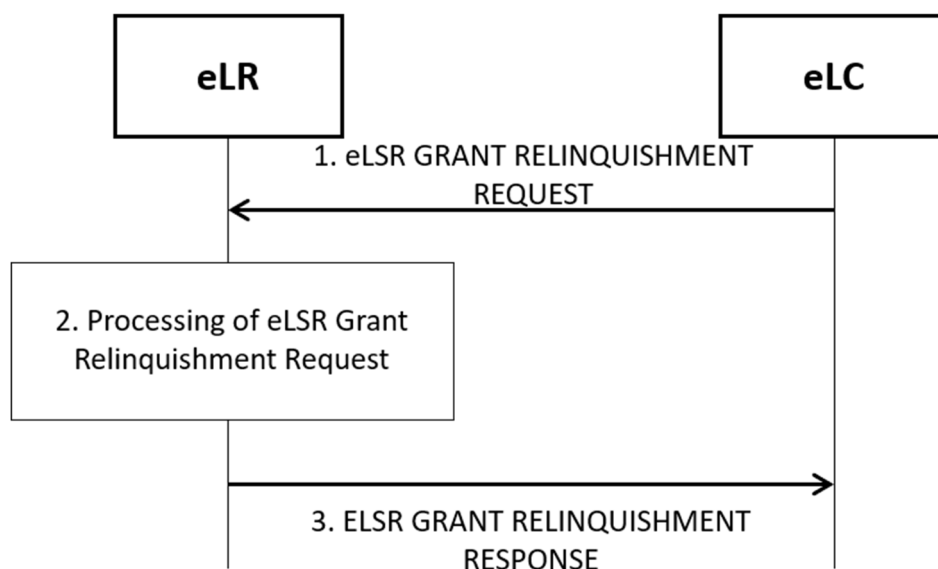 eLR
eLC
1. eLSR GRANT RELINQUISHMENT
REQUEST
2. Processing of eLSR Grant
Relinquishment Request
3. ELSR GRANT RELINQUISHMENT
RESPONSE